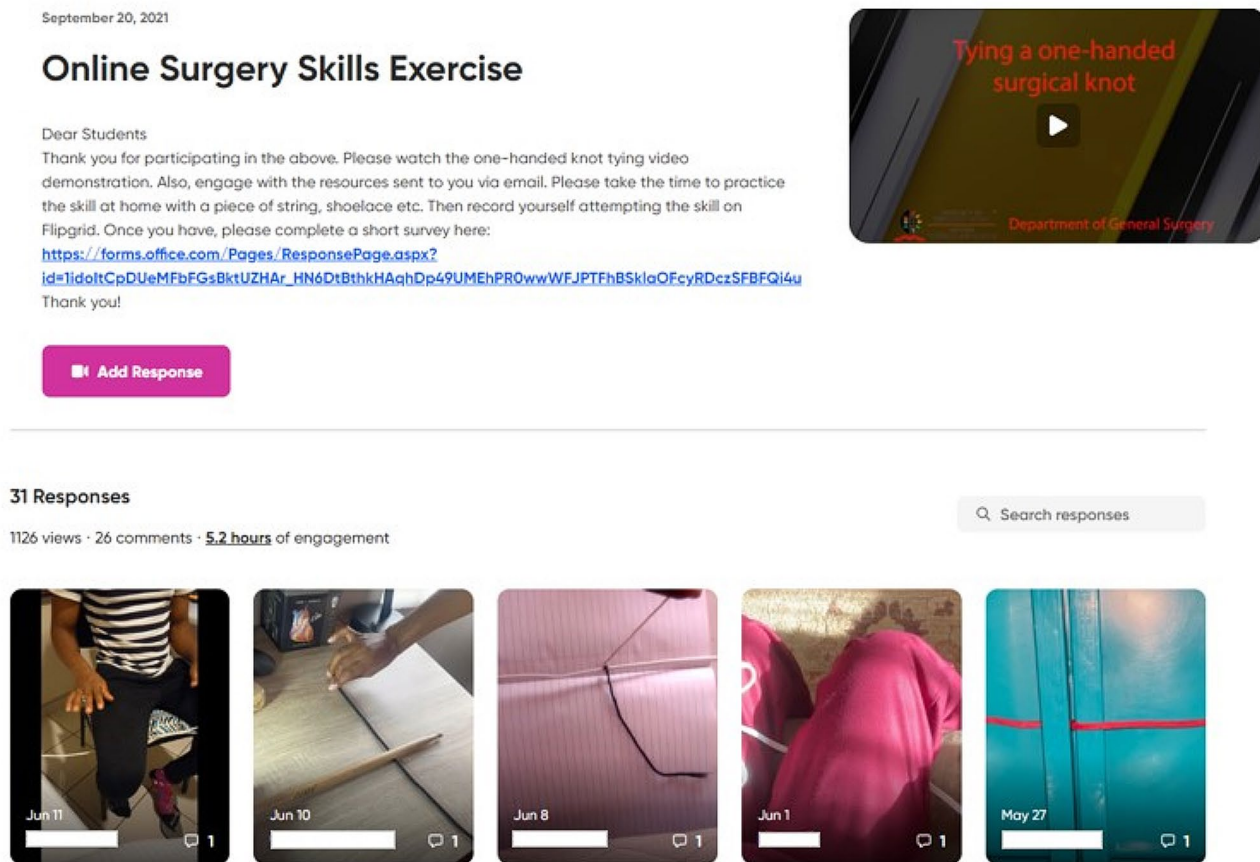 September 20, 2021
Online Surgery Skills Exercise
Dear Students
Thank you for participating in the above. Please watch the one-handed knot tying video
demonstration. Also, engage with the resources sent to you via email. Please take the time to practice
the skill at home with a piece of string, shoelace etc. Then record yourself attempting the skill on
Flipgrid. Once you have, please complete a short survey here:
https://forms.office.com/Pages/ResponsePage.aspx?
id=1idoItCpDUeMFbFGsBktUZHAr_HN6DtBthkHAqhDp49UMEhPR0wwWFJPTFhBSklaOFcyRDczSFBFQi4u
Thank you!
Add Response
Tying a one-handed
surgical knot
Department of General Surgery
31 Responses
1126 views · 26 comments · 5.2 hours of engagement
Search responses
Jun 11
1
Jun 10
1
Jun 8
1
Jun 1
1
May 27
1